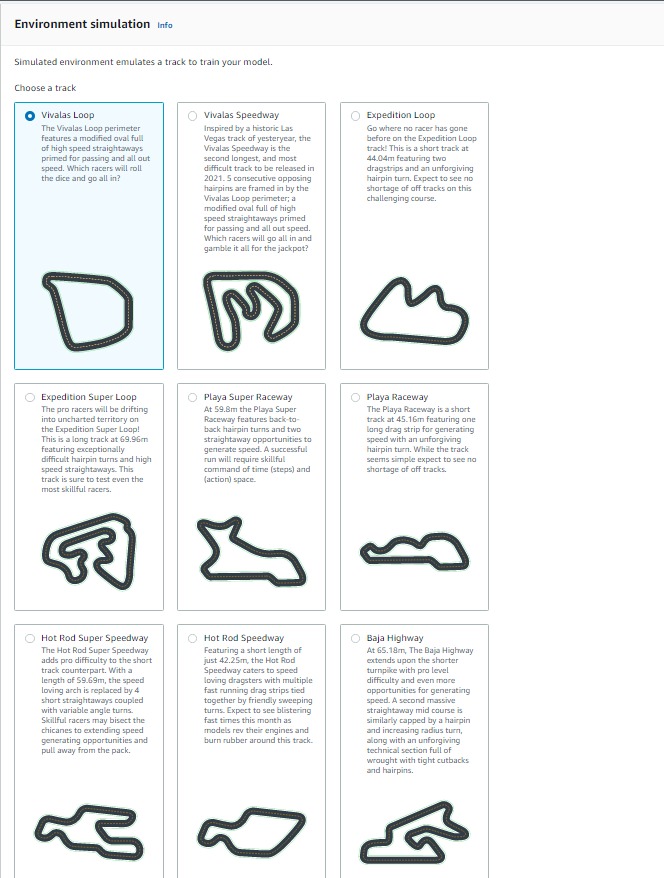 Environment simulation Info
Simulated environment emulates a track to train your model.
Choose a track
Vivalas Loop
The Vivalas Loop perimeter
features a modified oval full
of high speed straightaways
primed for passing and all out
speed. Which racers will roll
the dice and go all in?
Vivalas Speedway
Inspired by a historic Las
Vegas track of yesteryear, the
Vivalas Speedway is the
second longest, and most
difficult track to be released in
2021. 5 consecutive opposing
hairpins are framed in by the
Vivalas Loop perimeter; a
modified oval full of high
speed straightaways primed
for passing and all out speed.
Which racers will go all in and
gamble it all for the jackpot?
Expedition Loop
Go where no racer has gone
before on the Expedition Loop
track! This is a short track at
44.04m featuring two
dragstrips and an unforgiving
hairpin turn. Expect to see no
shortage of off tracks on this
challenging course.
Expedition Super Loop
The pro racers will be drifting
into uncharted territory on
the Expedition Super Loop!
This is a long track at 69.96m
featuring exceptionally
difficult hairpin turns and high
speed straightaways. This
track is sure to test even the
most skillful racers.
Playa Super Raceway
At 59.8m the Playa Super
Raceway features back-to-
back hairpin turns and two
straightaway opportunities to
generate speed. A successful
run will require skillful
command of time (steps) and
(action) space.
Playa Raceway
The Playa Raceway is a short
track at 45.16m featuring one
long drag strip for generating
speed with an unforgiving
hairpin turn. While the track
seems simple expect to see no
shortage of off tracks.
Hot Rod Super Speedway
The Hot Rod Super Speedway
adds pro difficulty to the short
track counterpart. With a
length of 59.69m, the speed
loving arch is replaced by 4
short straightaways coupled
with variable angle turns.
Skillful racers may bisect the
chicanes to extending speed
generating opportunities and
pull away from the pack.
Hot Rod Speedway
Featuring a short length of
just 42.25m, the Hot Rod
Speedway caters to speed
loving dragsters with multiple
fast running drag strips tied
together by friendly sweeping
turns. Expect to see blistering
fast times this month as
models rev their engines and
burn rubber around this track.
Baja Highway
At 65.18m, The Baja Highway
extends upon the shorter
turnpike with pro level
difficulty and even more
opportunities for generating
speed. A second massive
straightaway mid course is
similarly capped by a hairpin
and increasing radius turn,
along with an unforgiving
technical section full of
wrought with tight cutbacks
and hairpins.